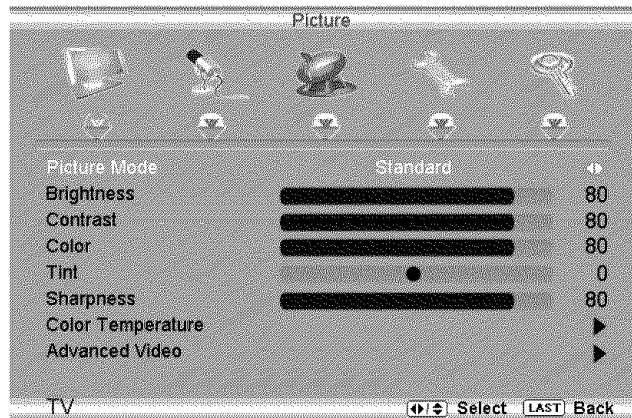 Picture
Picture Mode Standard
Brightness 80
Contrast 80
Color 80
Tint 0
Sharpness 80
Color Temperature
Advanced Video
TV Select LAST Back